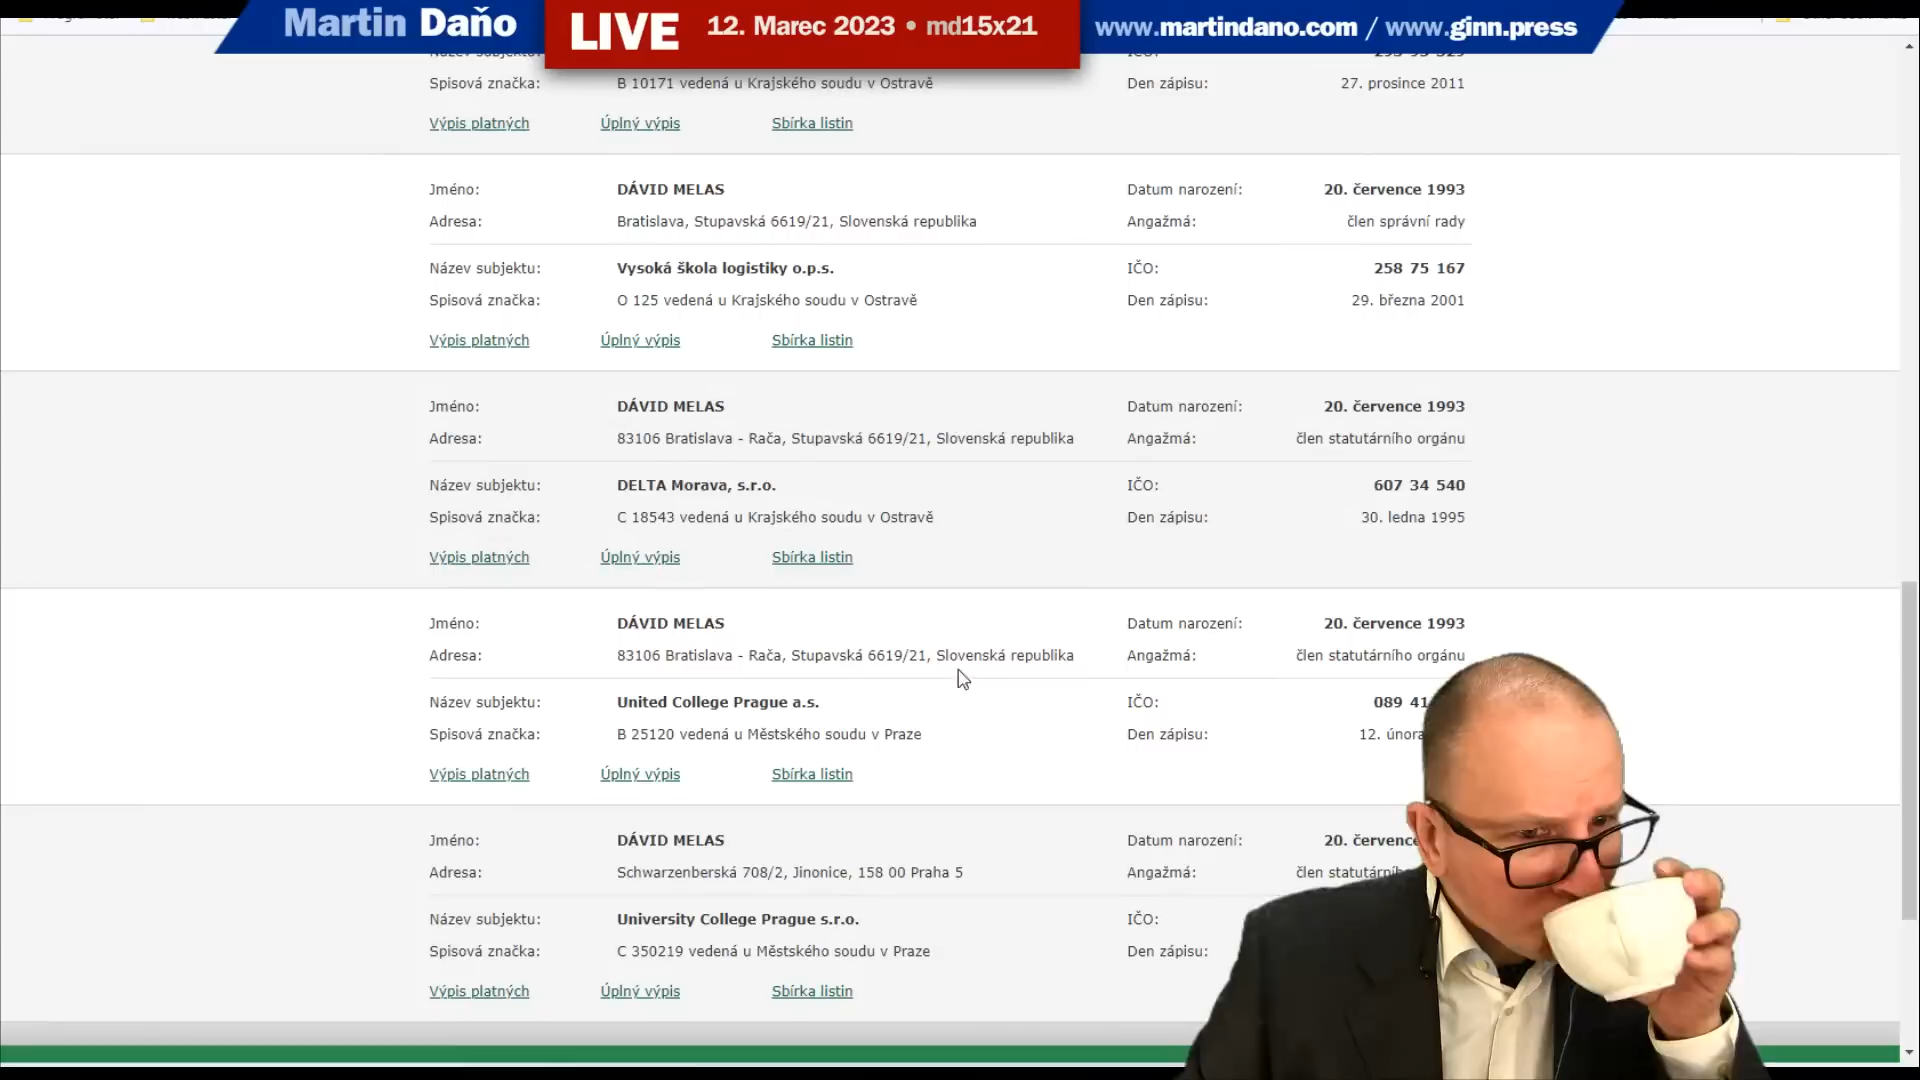 Martin Daňo LIVE 12. Marec 2023 • md15x21 www.martindano.com / www.ginn.press
Spisová značka: B 10171 vedená u Krajského soudu v Ostravě Den zápisu: 27. prosince 2011
Výpis platných Úplný výpis Sbírka listin
Jméno: DÁVID MELAS Datum narození: 20. července 1993
Adresa: Bratislava, Stupavská 6619/21, Slovenská republika Angažmá: člen správní rady
Název subjektu: Vysoká škola logistiky o.p.s. IČO: 258 75 167
Spisová značka: O 125 vedená u Krajského soudu v Ostravě Den zápisu: 29. března 2001
Výpis platných Úplný výpis Sbírka listin
Jméno: DÁVID MELAS Datum narození: 20. července 1993
Adresa: 83106 Bratislava - Rača, Stupavská 6619/21, Slovenská republika Angažmá: člen statutárního orgánu
Název subjektu: DELTA Morava, s.r.o. IČO: 607 34 540
Spisová značka: C 18543 vedená u Krajského soudu v Ostravě Den zápisu: 30. ledna 1995
Výpis platných Úplný výpis Sbírka listin
Jméno: DÁVID MELAS Datum narození: 20. července 1993
Adresa: 83106 Bratislava - Rača, Stupavská 6619/21, Slovenská republika Angažmá: člen statutárního orgánu
Název subjektu: United College Prague a.s. IČO: 089 41
Spisová značka: B 25120 vedená u Městského soudu v Praze Den zápisu: 12. února
Výpis platných Úplný výpis Sbírka listin
Jméno: DÁVID MELAS Datum narození: 20. července
Adresa: Schwarzenberská 708/2, Jinonice, 158 00 Praha 5 Angažmá: člen
Název subjektu: University College Prague s.r.o. IČO:
Spisová značka: C 350219 vedená u Městského soudu v Praze Den zápisu:
Výpis platných Úplný výpis Sbírka listin